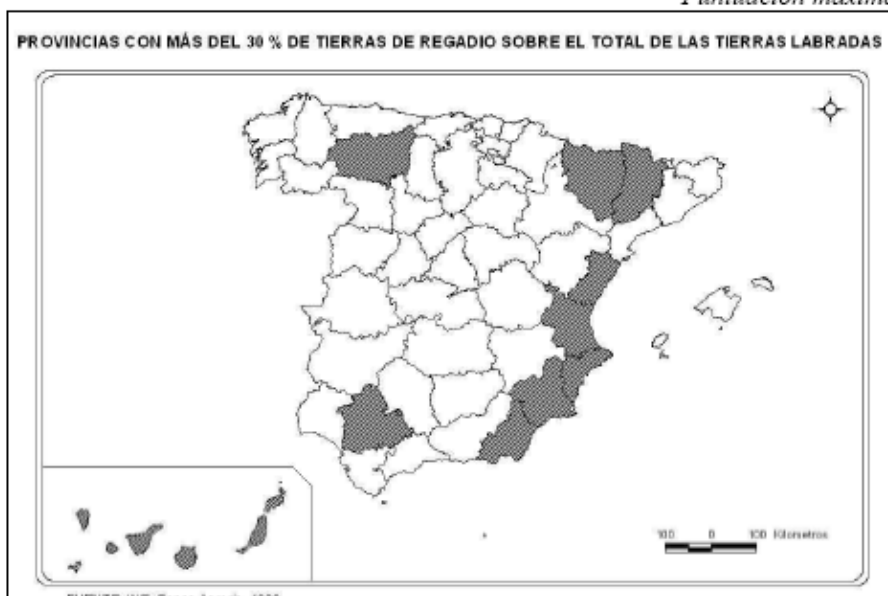 Puntuación máxima
PROVINCIAS CON MÁS DEL 30 % DE TIERRAS DE REGADIO SOBRE EL TOTAL DE LAS TIERRAS LABRADAS
100 0 100 Kilometros